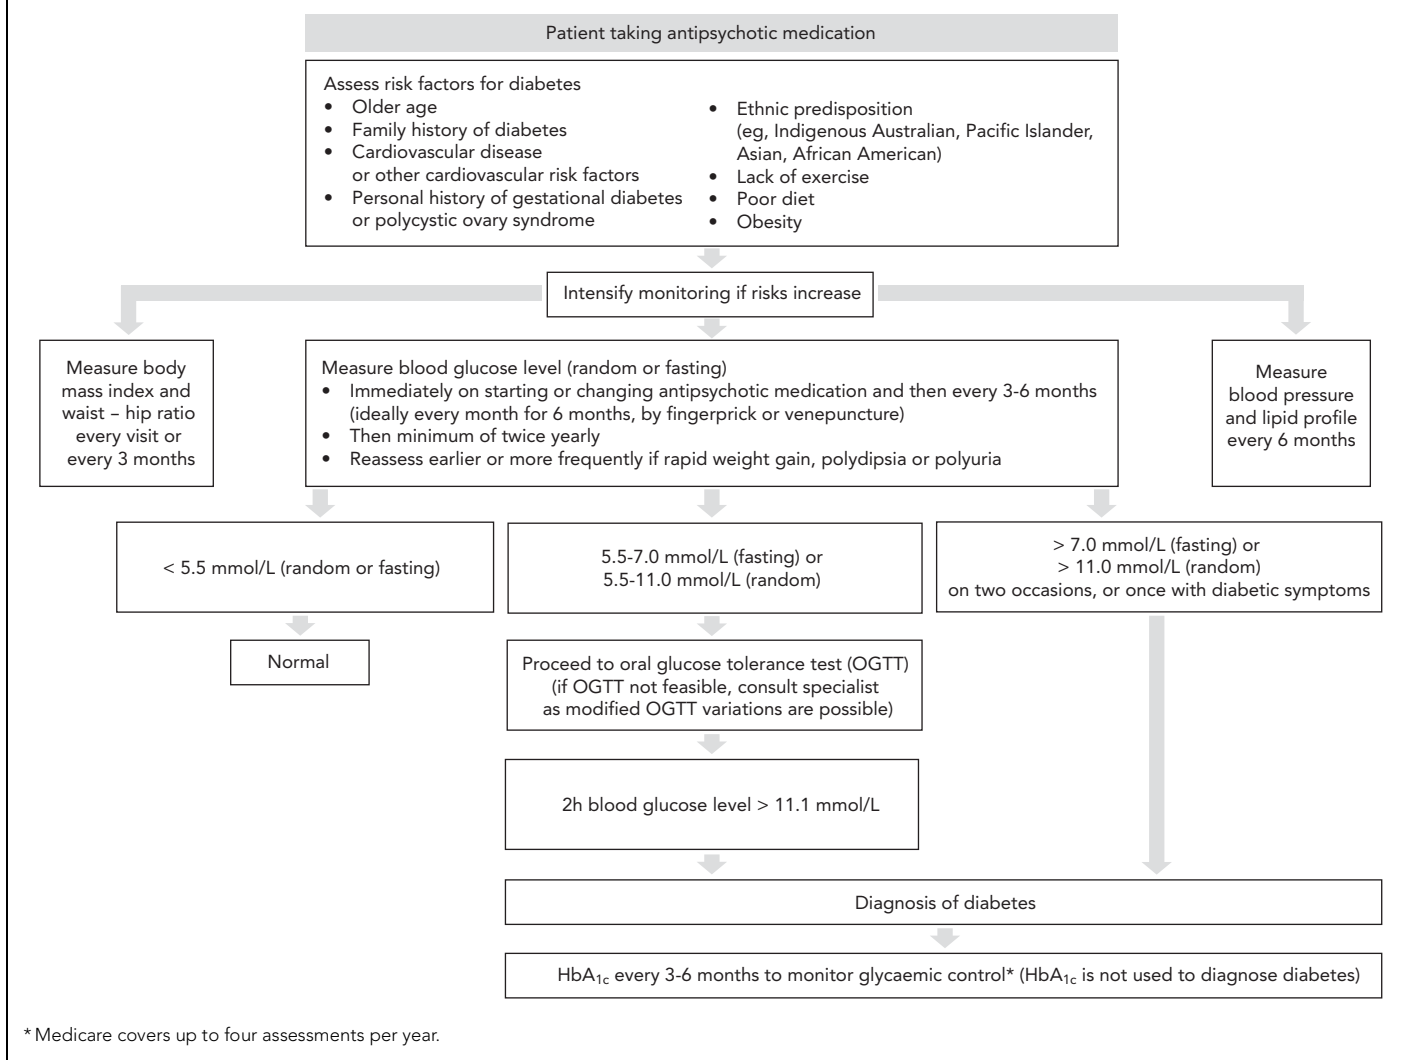 Patient taking antipsychotic medication
Assess risk factors for diabetes
• Older age
• Family history of diabetes
• Cardiovascular disease
or other cardiovascular risk factors
• Personal history of gestational diabetes
or polycystic ovary syndrome
• Ethnic predisposition
(eg, Indigenous Australian, Pacific Islander,
Asian, African American)
• Lack of exercise
• Poor diet
• Obesity
Intensify monitoring if risks increase
Measure body
mass index and
waist – hip ratio
every visit or
every 3 months
Measure blood glucose level (random or fasting)
• Immediately on starting or changing antipsychotic medication and then every 3-6 months
(ideally every month for 6 months, by fingerprick or venepuncture)
• Then minimum of twice yearly
• Reassess earlier or more frequently if rapid weight gain, polydipsia or polyuria
Measure
blood pressure
and lipid profile
every 6 months
< 5.5 mmol/L (random or fasting)
5.5-7.0 mmol/L (fasting) or
5.5-11.0 mmol/L (random)
> 7.0 mmol/L (fasting) or
> 11.0 mmol/L (random)
on two occasions, or once with diabetic symptoms
Normal
Proceed to oral glucose tolerance test (OGTT)
(if OGTT not feasible, consult specialist
as modified OGTT variations are possible)
2h blood glucose level > 11.1 mmol/L
Diagnosis of diabetes
HbA1c every 3-6 months to monitor glycaemic control* (HbA1c is not used to diagnose diabetes)
* Medicare covers up to four assessments per year.